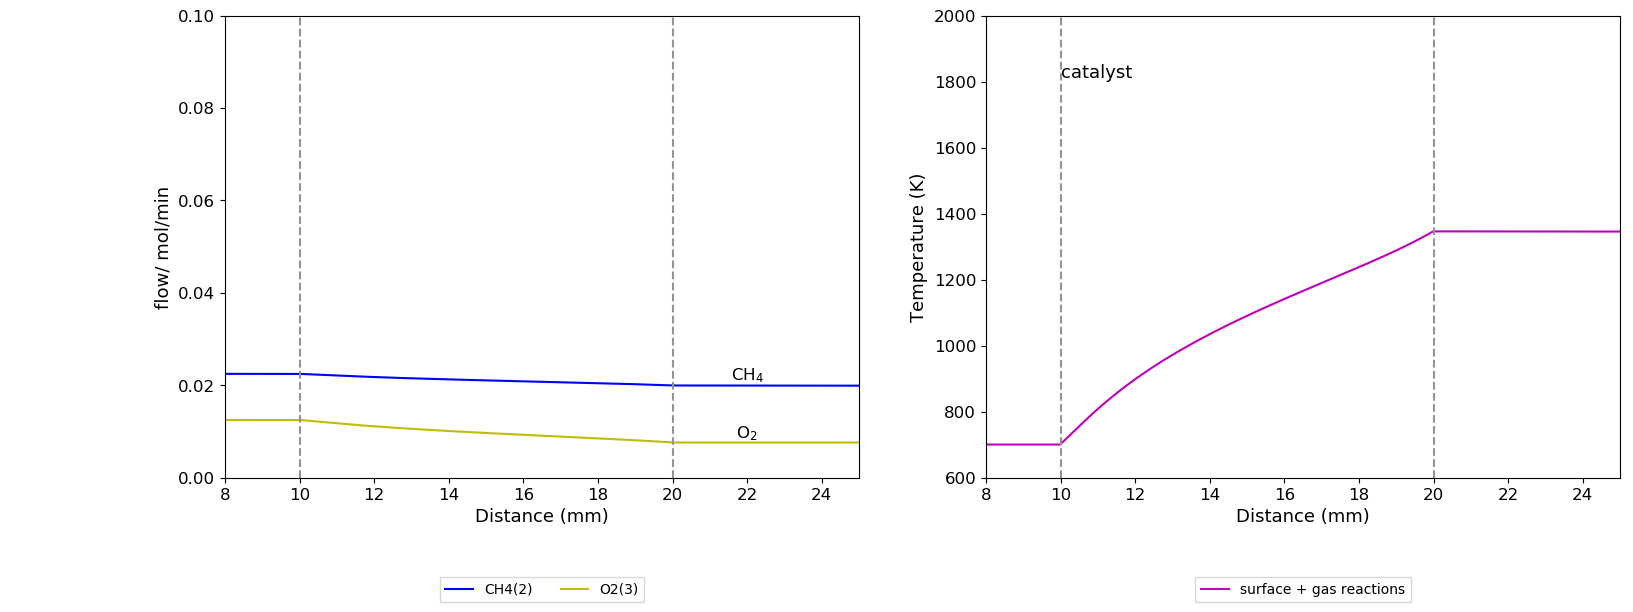 0.10
0.08
0.06
0.04
0.02
0.00
flow/ mol/min
CH₄
O₂
8 10 12 14 16 18 20 22 24
Distance (mm)
CH4(2) O2(3)
2000
1800
1600
1400
1200
1000
800
600
Temperature (K)
catalyst
8 10 12 14 16 18 20 22 24
Distance (mm)
surface + gas reactions